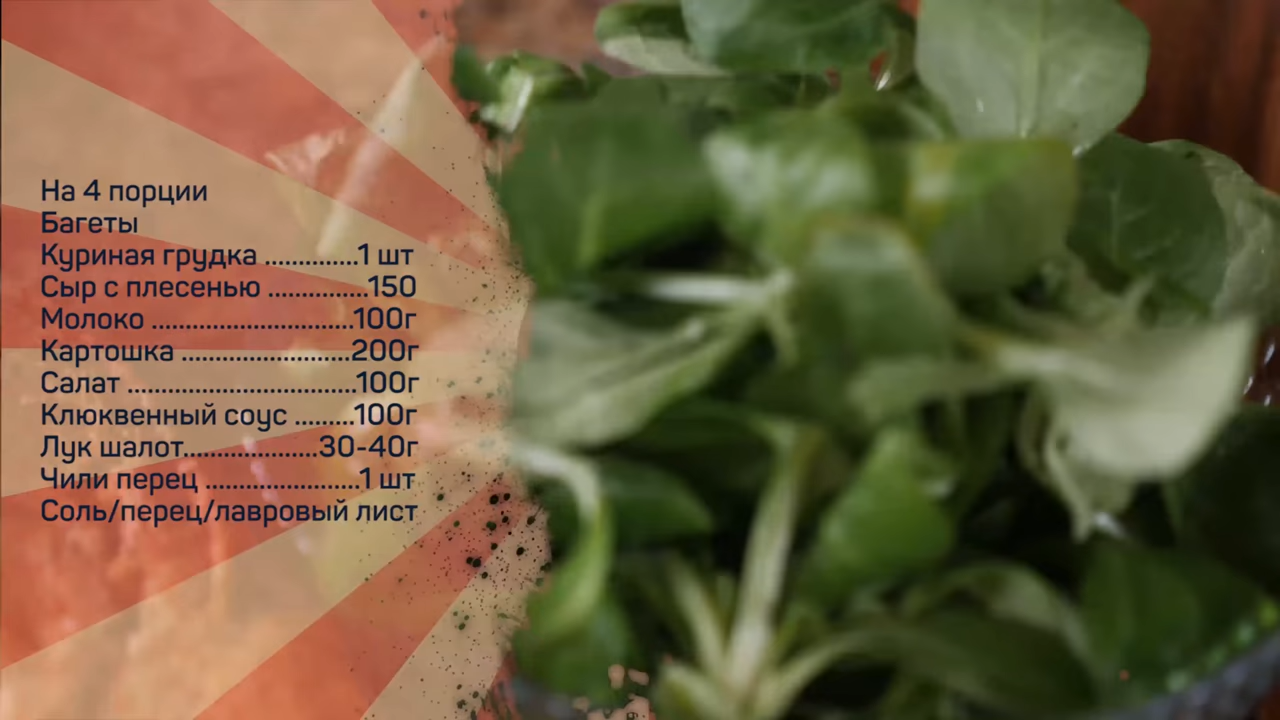 На 4 порции
Багеты
Куриная грудка ..............1 шт
Сыр с плесенью ...............150
Молоко ..............................100г
Картошка .........................200г
Салат ..................................100г
Клюквенный соус .........100г
Лук шалот....................30-40г
Чили перец .......................1 шт
Соль/перец/лавровый лист